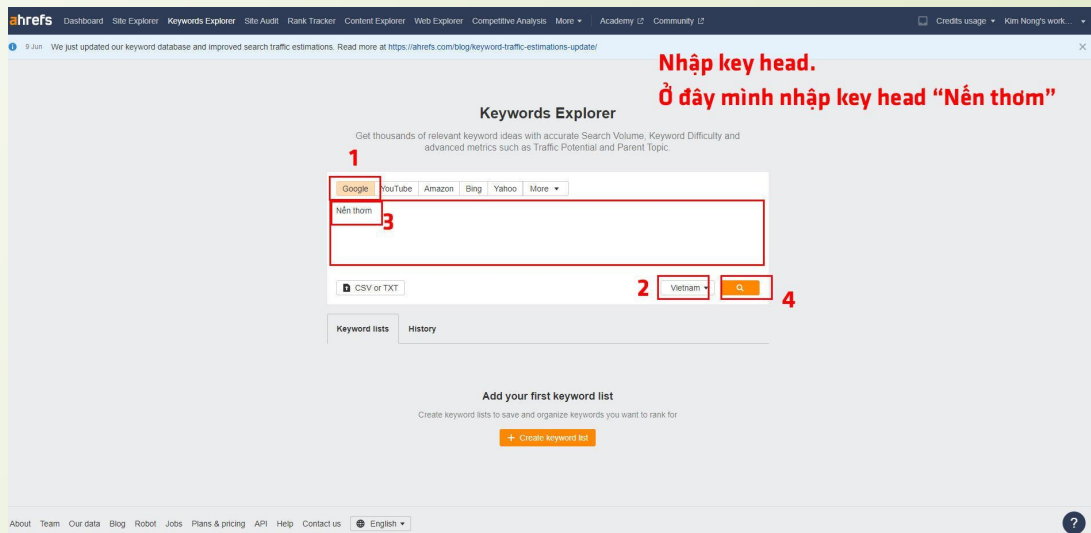 ahrefs Dashboard Site Explorer Keywords Explorer Site Audit Rank Tracker Content Explorer Web Explorer Competitive Analysis More Academy Community Credits usage Kim Nong's work...
9 Jun We just updated our keyword database and improved search traffic estimations. Read more at https://ahrefs.com/blog/keyword-traffic-estimations-update/
Nhập key head.
Ở đây mình nhập key head “Nến thơm”
Keywords Explorer
Get thousands of relevant keyword ideas with accurate Search Volume, Keyword Difficulty and
advanced metrics such as Traffic Potential and Parent Topic.
1
Google YouTube Amazon Bing Yahoo More
Nến thơm
3
CSV or TXT
2 Vietnam
4
Keyword lists History
Add your first keyword list
Create keyword lists to save and organize keywords you want to rank for
+ Create keyword list
About Team Our data Blog Robot Jobs Plans & pricing API Help Contact us English ?